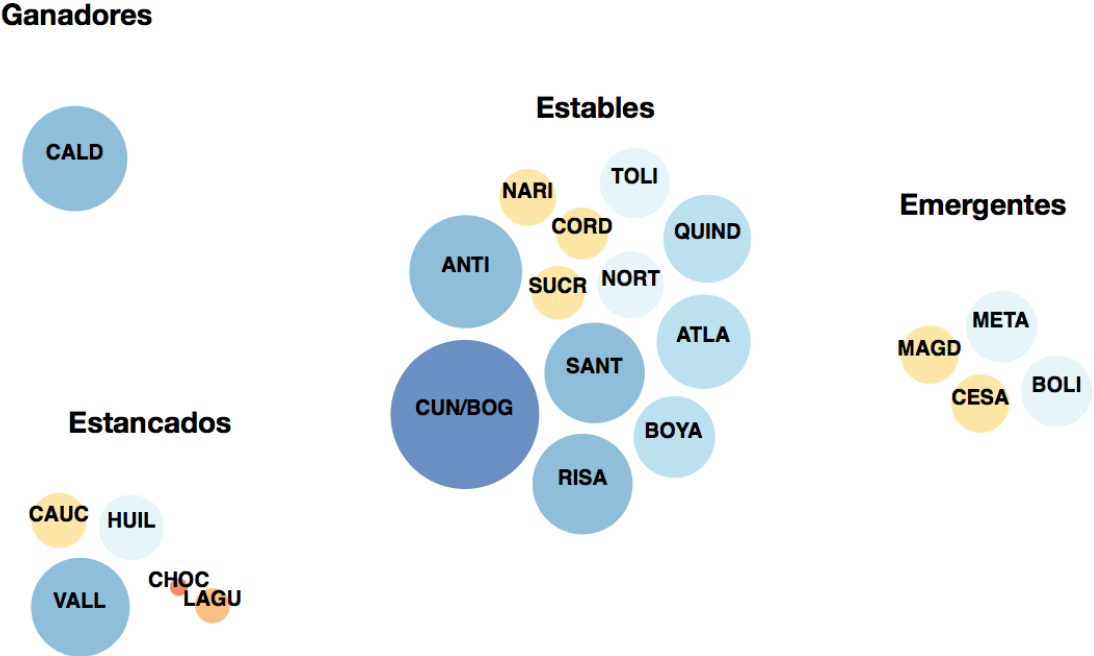 Ganadores
CALD
Estables
NARI
TOLI
CORD
QUIND
ANTI
SUCR
NORT
ATLA
SANT
CUN/BOG
BOYA
RISA
Emergentes
META
MAGD
BOLI
CESA
Estancados
CAUC
HUIL
CHOC
VALL
LAGU